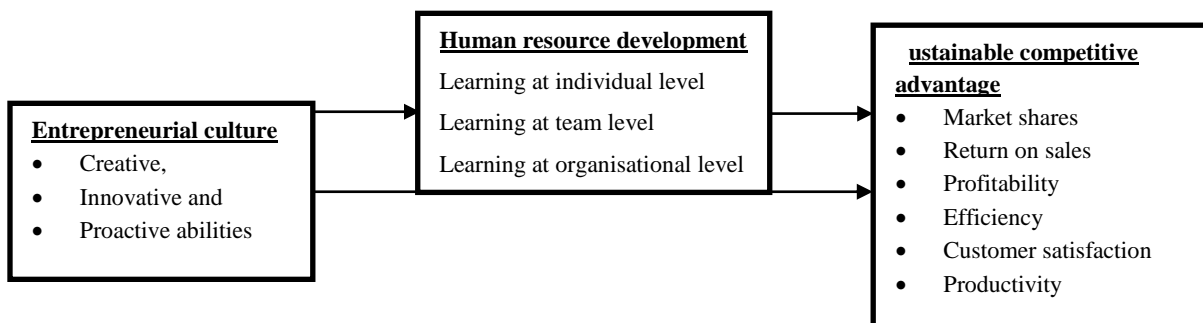 Entrepreneurial culture
• Creative,
• Innovative and
• Proactive abilities
Human resource development
Learning at individual level
Learning at team level
Learning at organisational level
ustainable competitive
advantage
• Market shares
• Return on sales
• Profitability
• Efficiency
• Customer satisfaction
• Productivity